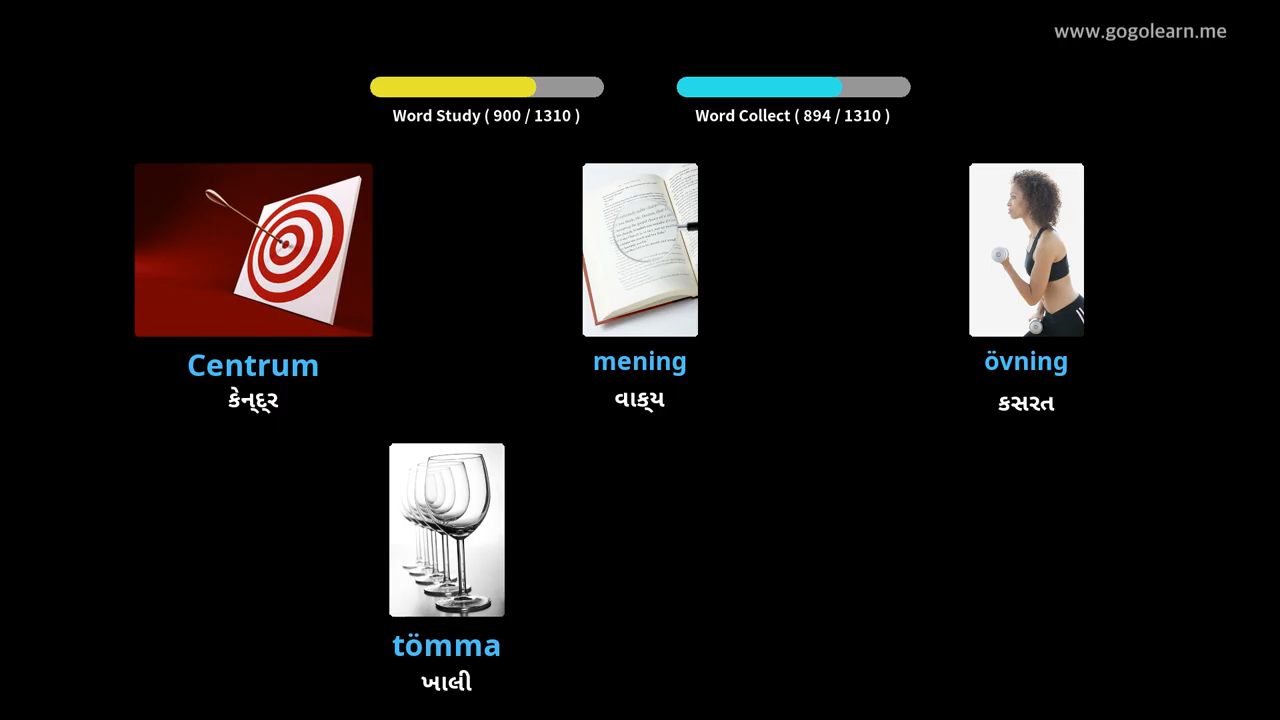 www.gogolearn.me
Word Study ( 900 / 1310 )
Word Collect ( 894 / 1310 )
Centrum
કેન્દ્ર
mening
વાક્ય
övning
કસરત
tömma
ખાલી